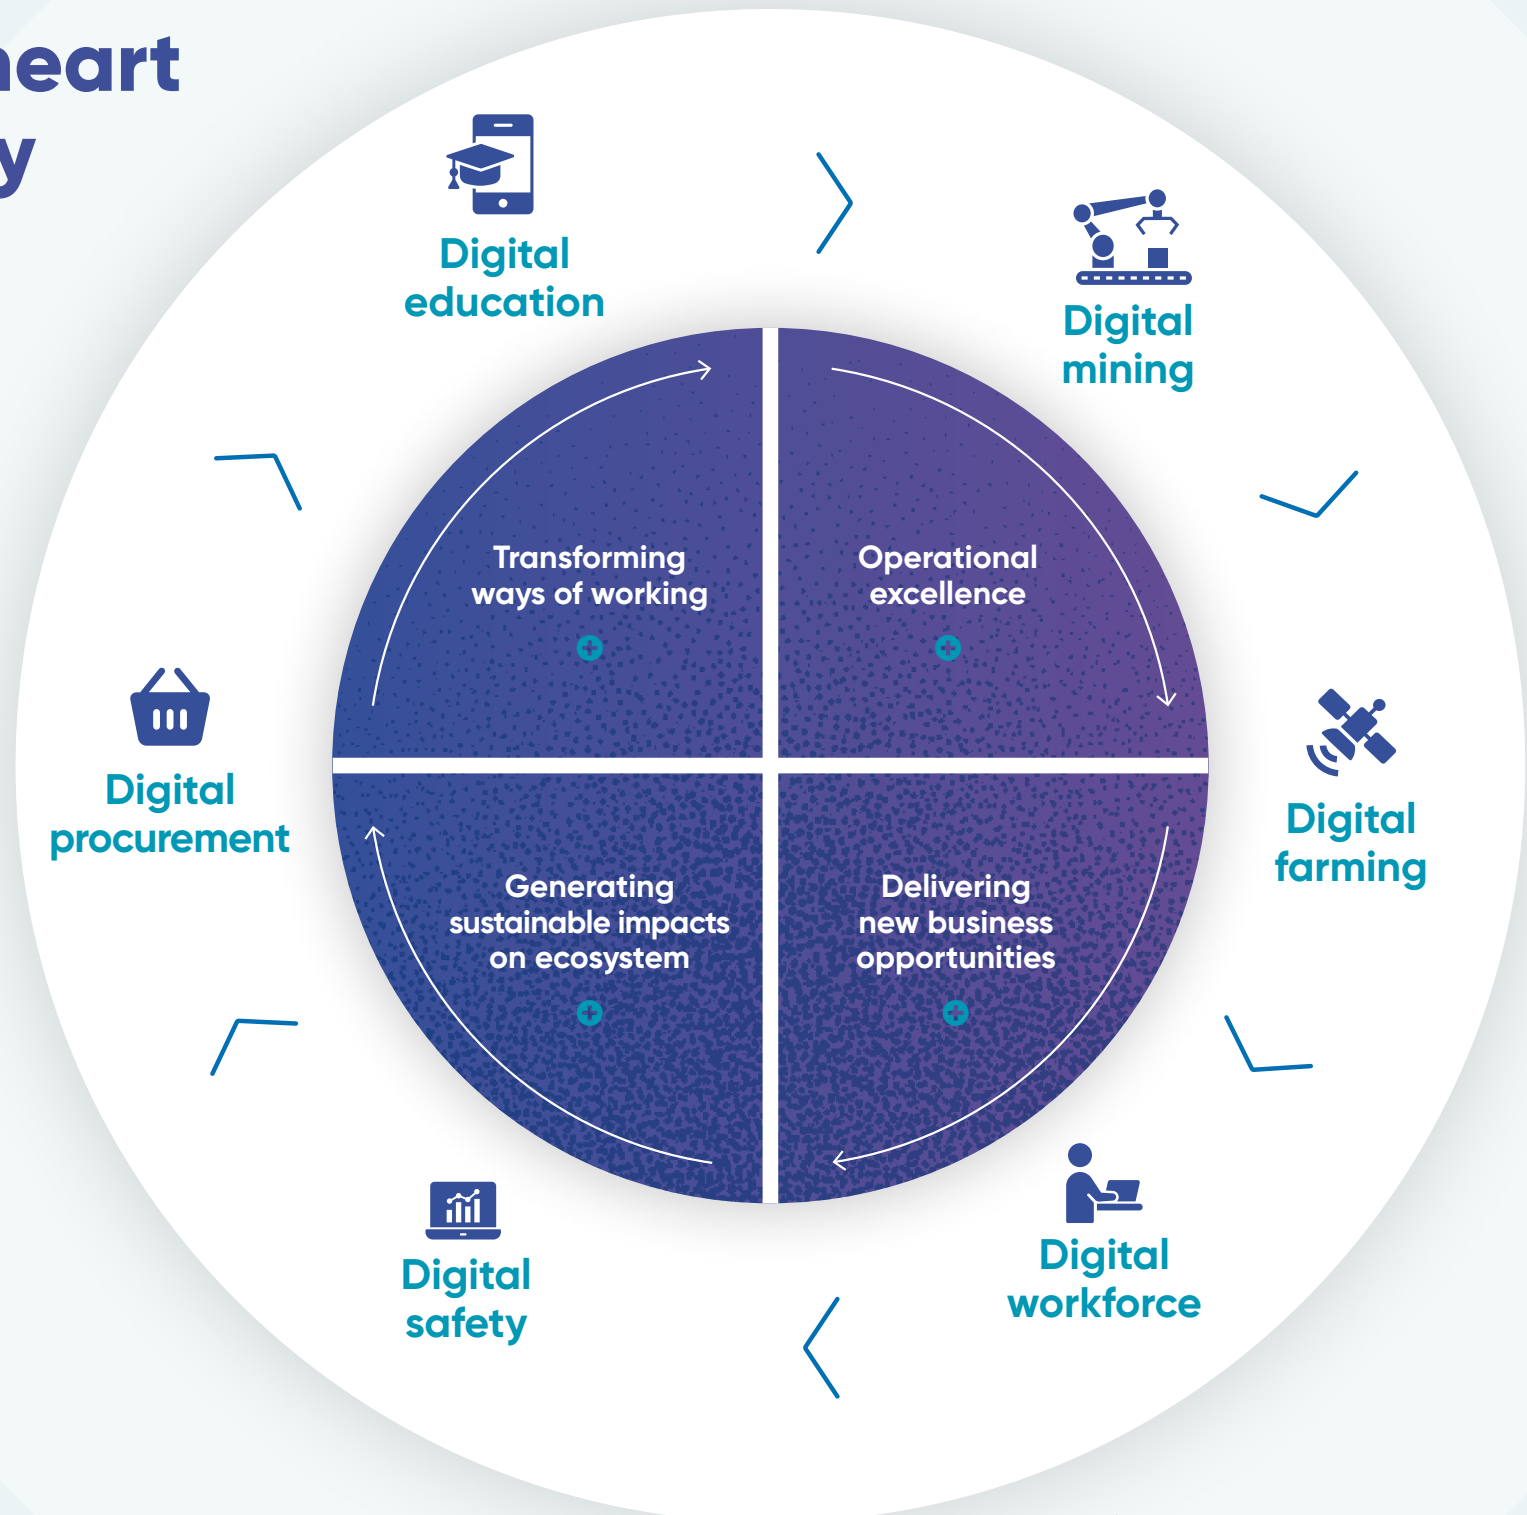 heart
y
Digital
education
Digital
mining
Digital
farming
Digital
workforce
Digital
safety
Digital
procurement
Transforming
ways of working
Operational
excellence
Delivering
new business
opportunities
Generating
sustainable impacts
on ecosystem